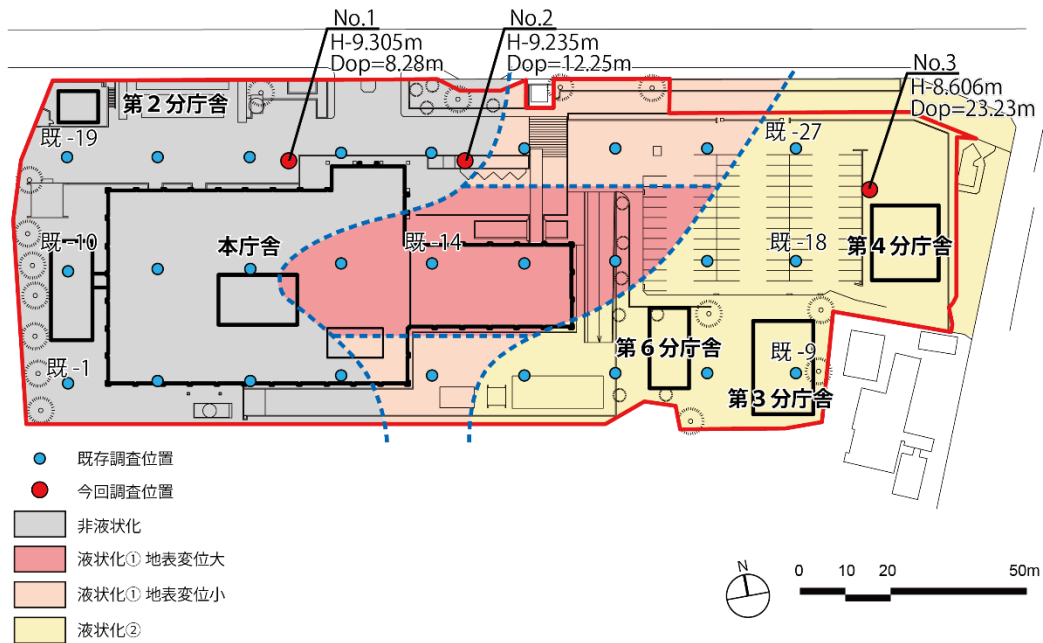 No.1
H-9.305m
Dop=8.28m
No.2
H-9.235m
Dop=12.25m
No.3
H-8.606m
Dop=23.23m
第２分庁舎
既-19
既-27
既-10
本庁舎
既-14
既-18
第４分庁舎
既-1
第６分庁舎
既-9
第３分庁舎
既存調査位置
今回調査位置
非液状化
液状化① 地表変位大
液状化① 地表変位小
液状化②
N
0 10 20 50m